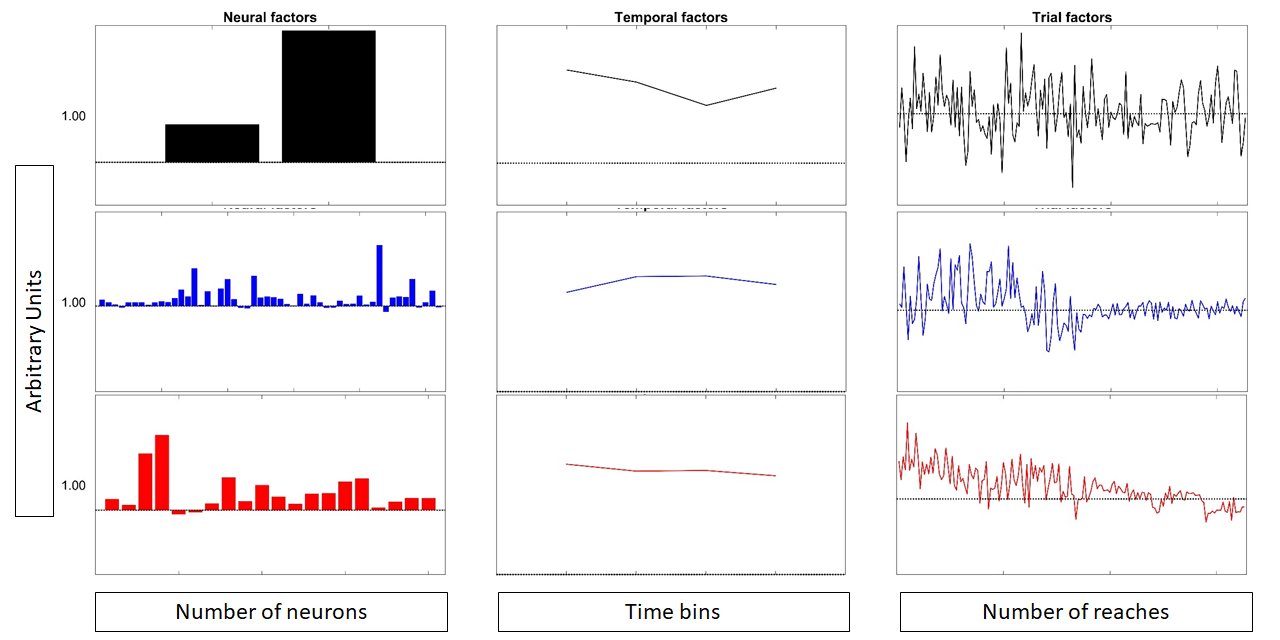 Neural factors
Temporal factors
Trial factors
1.00
1.00
1.00
Arbitrary Units
Number of neurons
Time bins
Number of reaches